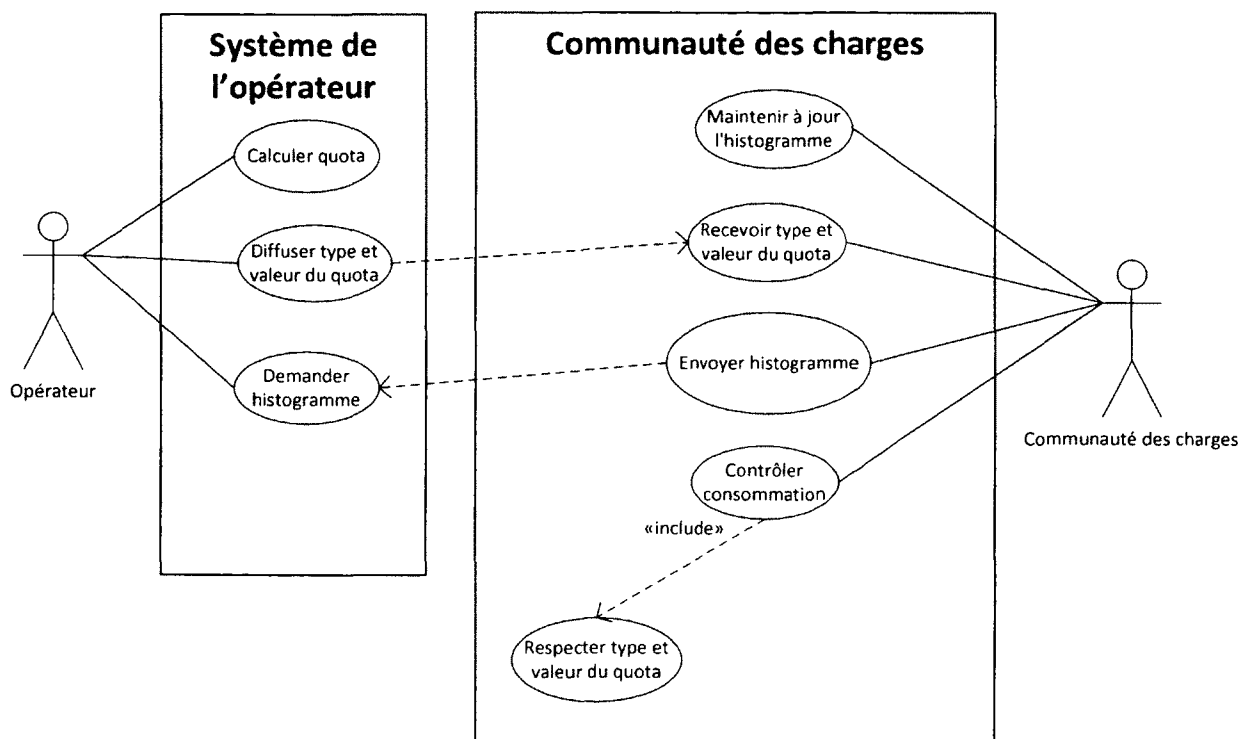 Système de
l'opérateur
Calculer quota
Diffuser type et
valeur du quota
Demander
histogramme
Opérateur
Communauté des charges
Maintenir à jour
l'histogramme
Recevoir type et
valeur du quota
Envoyer histogramme
Contrôler
consommation
«include»
Respecter type et
valeur du quota
Communauté des charges